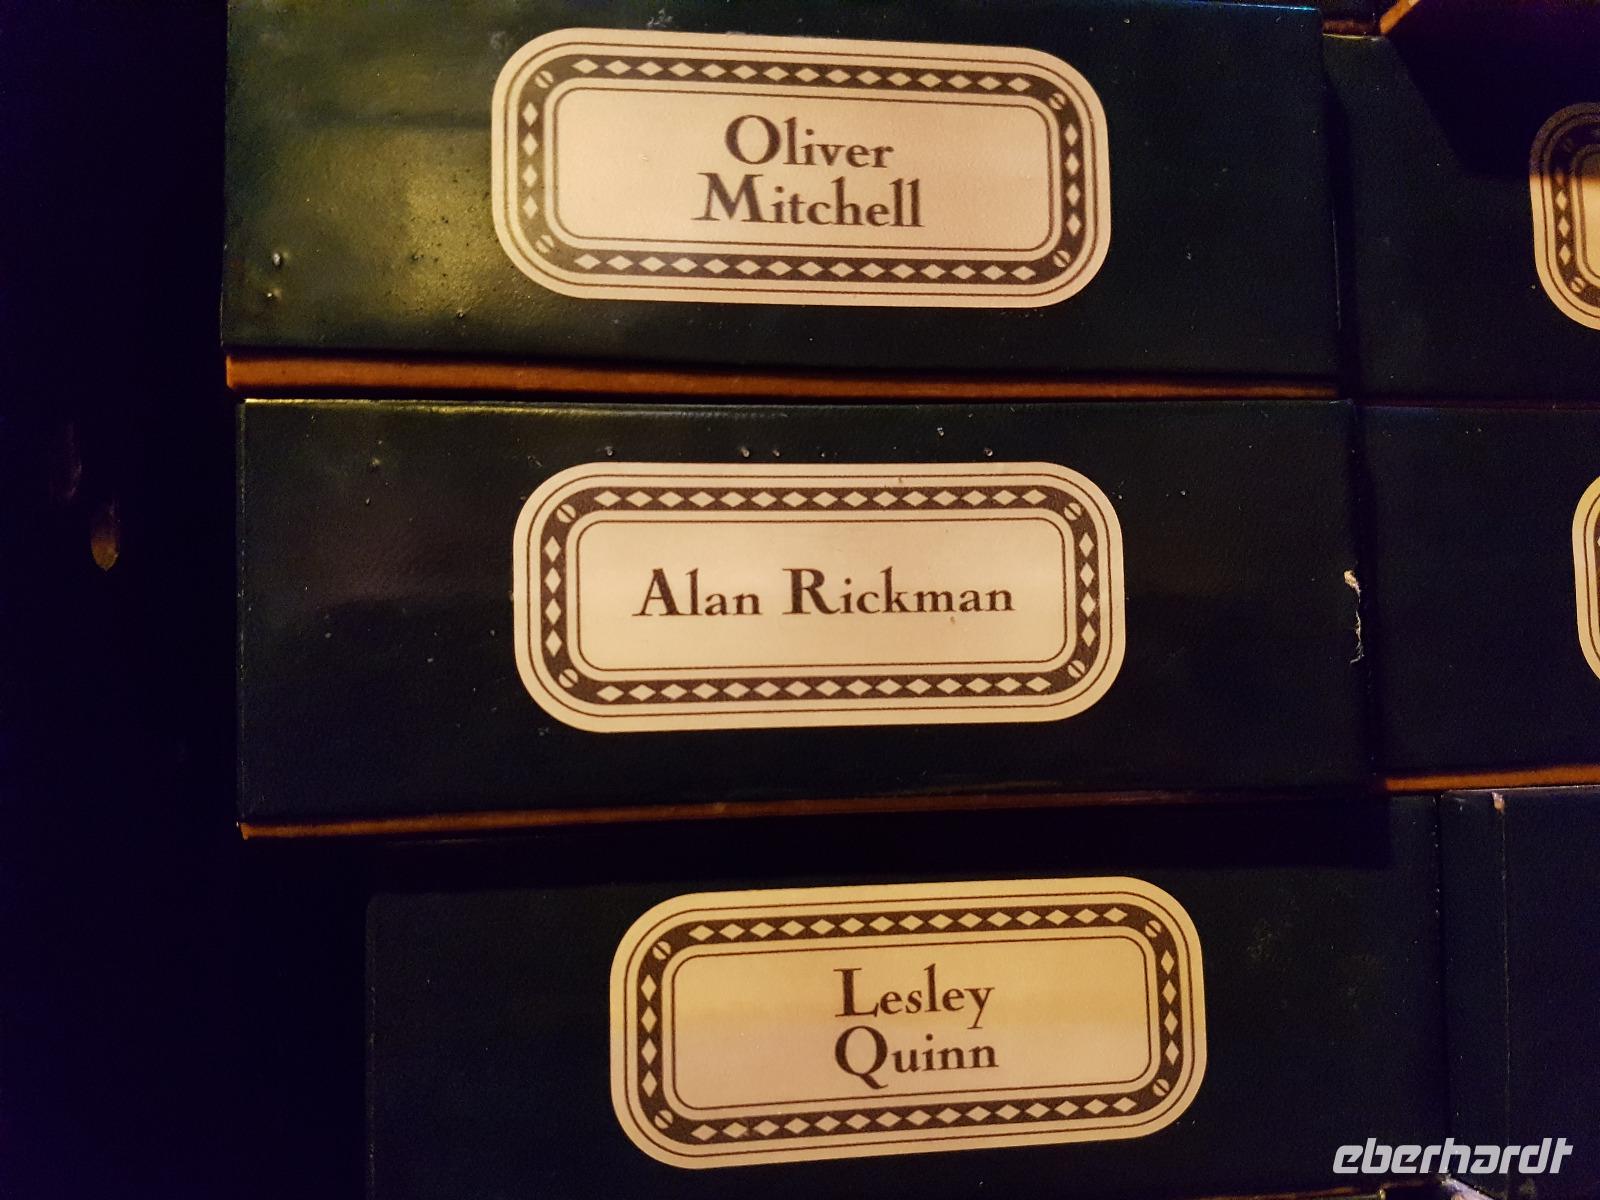 Oliver
Mitchell
Alan Rickman
Lesley
Quinn
eberhardt